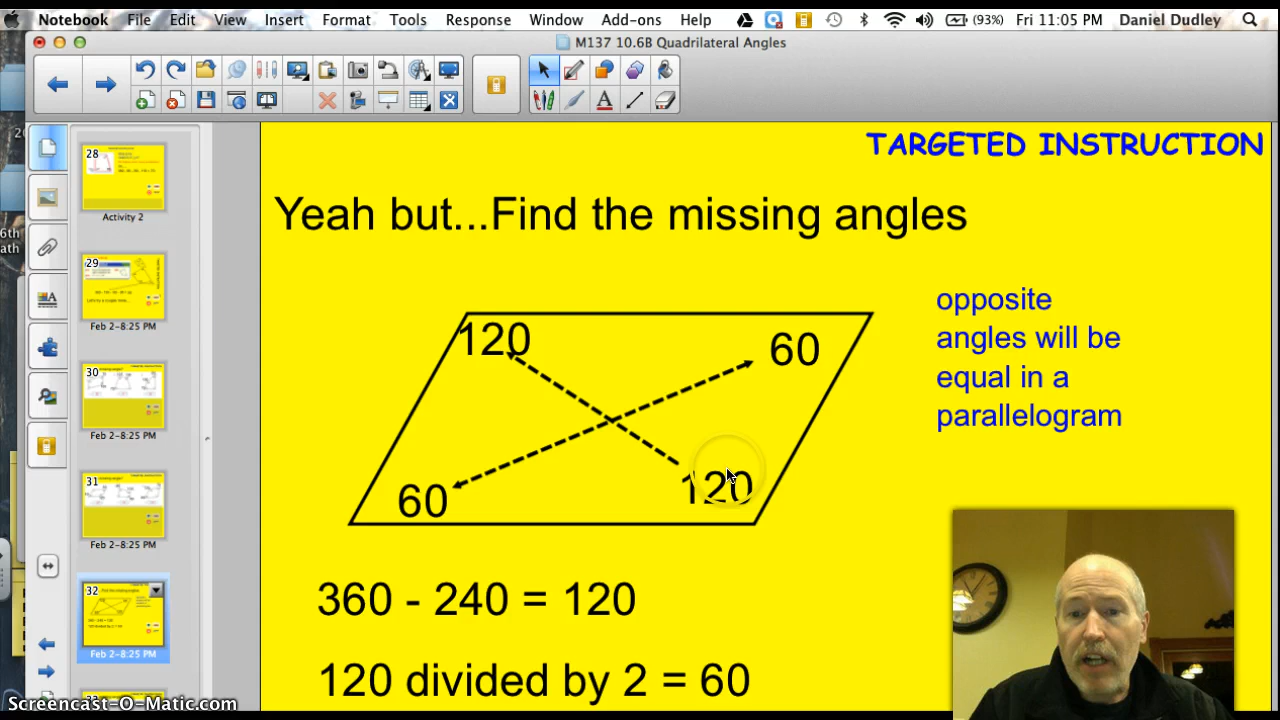 Notebook File Edit View Insert Format Tools Response Window Add-ons Help (93%) Fri 11:05 PM Daniel Dudley
M137 10.6B Quadrilateral Angles
TARGETED INSTRUCTION
Yeah but...Find the missing angles
120
60
60
120
opposite
angles will be
equal in a
parallelogram
360 - 240 = 120
120 divided by 2 = 60
28
Activity 2
29
Feb 2-8:25 PM
30
Feb 2-8:25 PM
31
Feb 2-8:25 PM
32
Feb 2-8:25 PM
6th
ath
Screencast-O-Matic.com